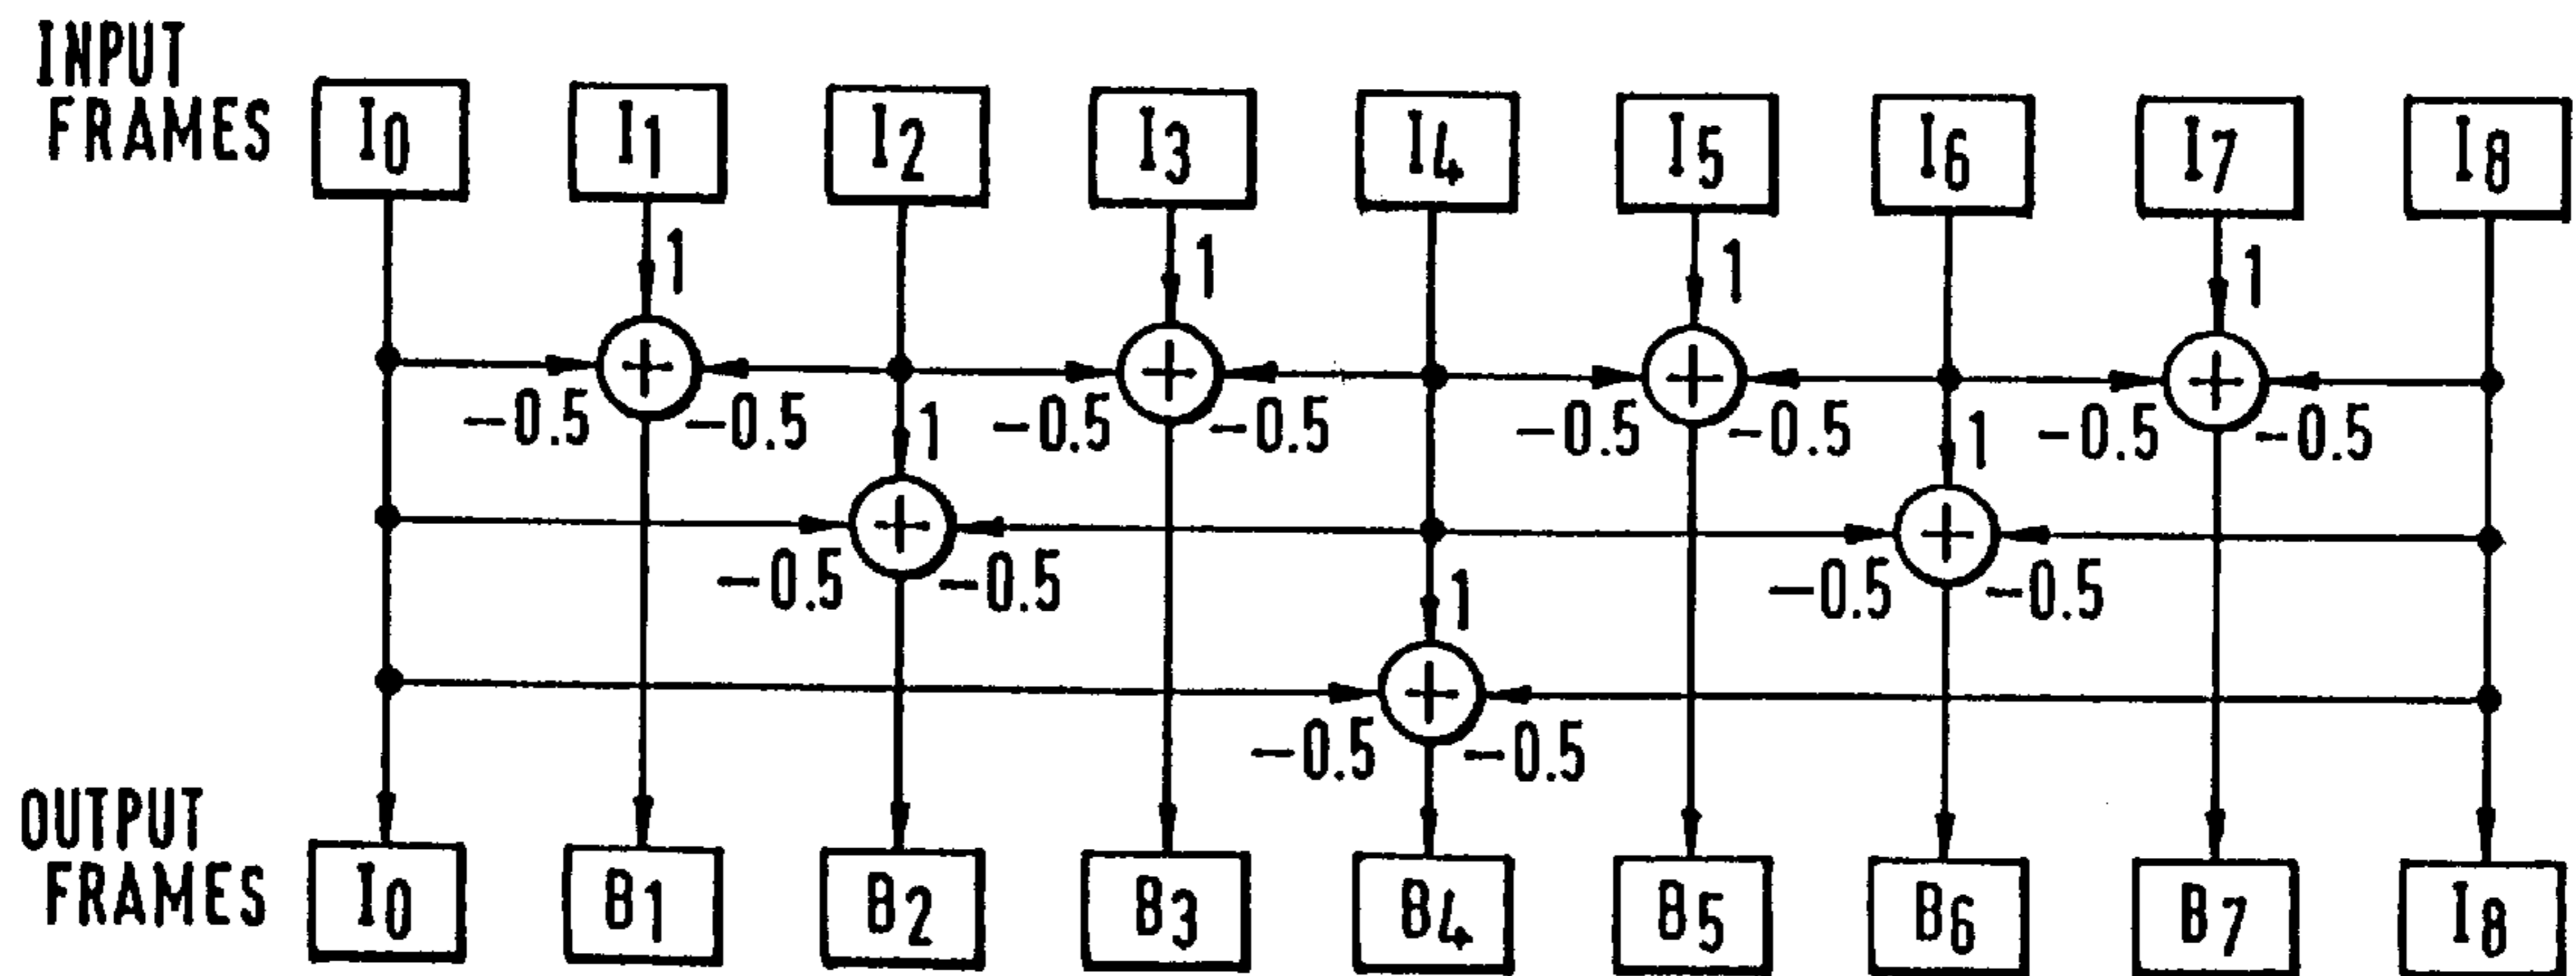 INPUT
FRAMES
I0 I1 I2 I3 I4 I5 I6 I7 I8
1 1 1 1
+ + + +
-0.5 -0.5 -0.5 -0.5 -0.5 -0.5 -0.5 -0.5
1 1
+ +
-0.5 -0.5 -0.5 -0.5
1
+
-0.5 -0.5
OUTPUT
FRAMES
I0 B1 B2 B3 B4 B5 B6 B7 I8